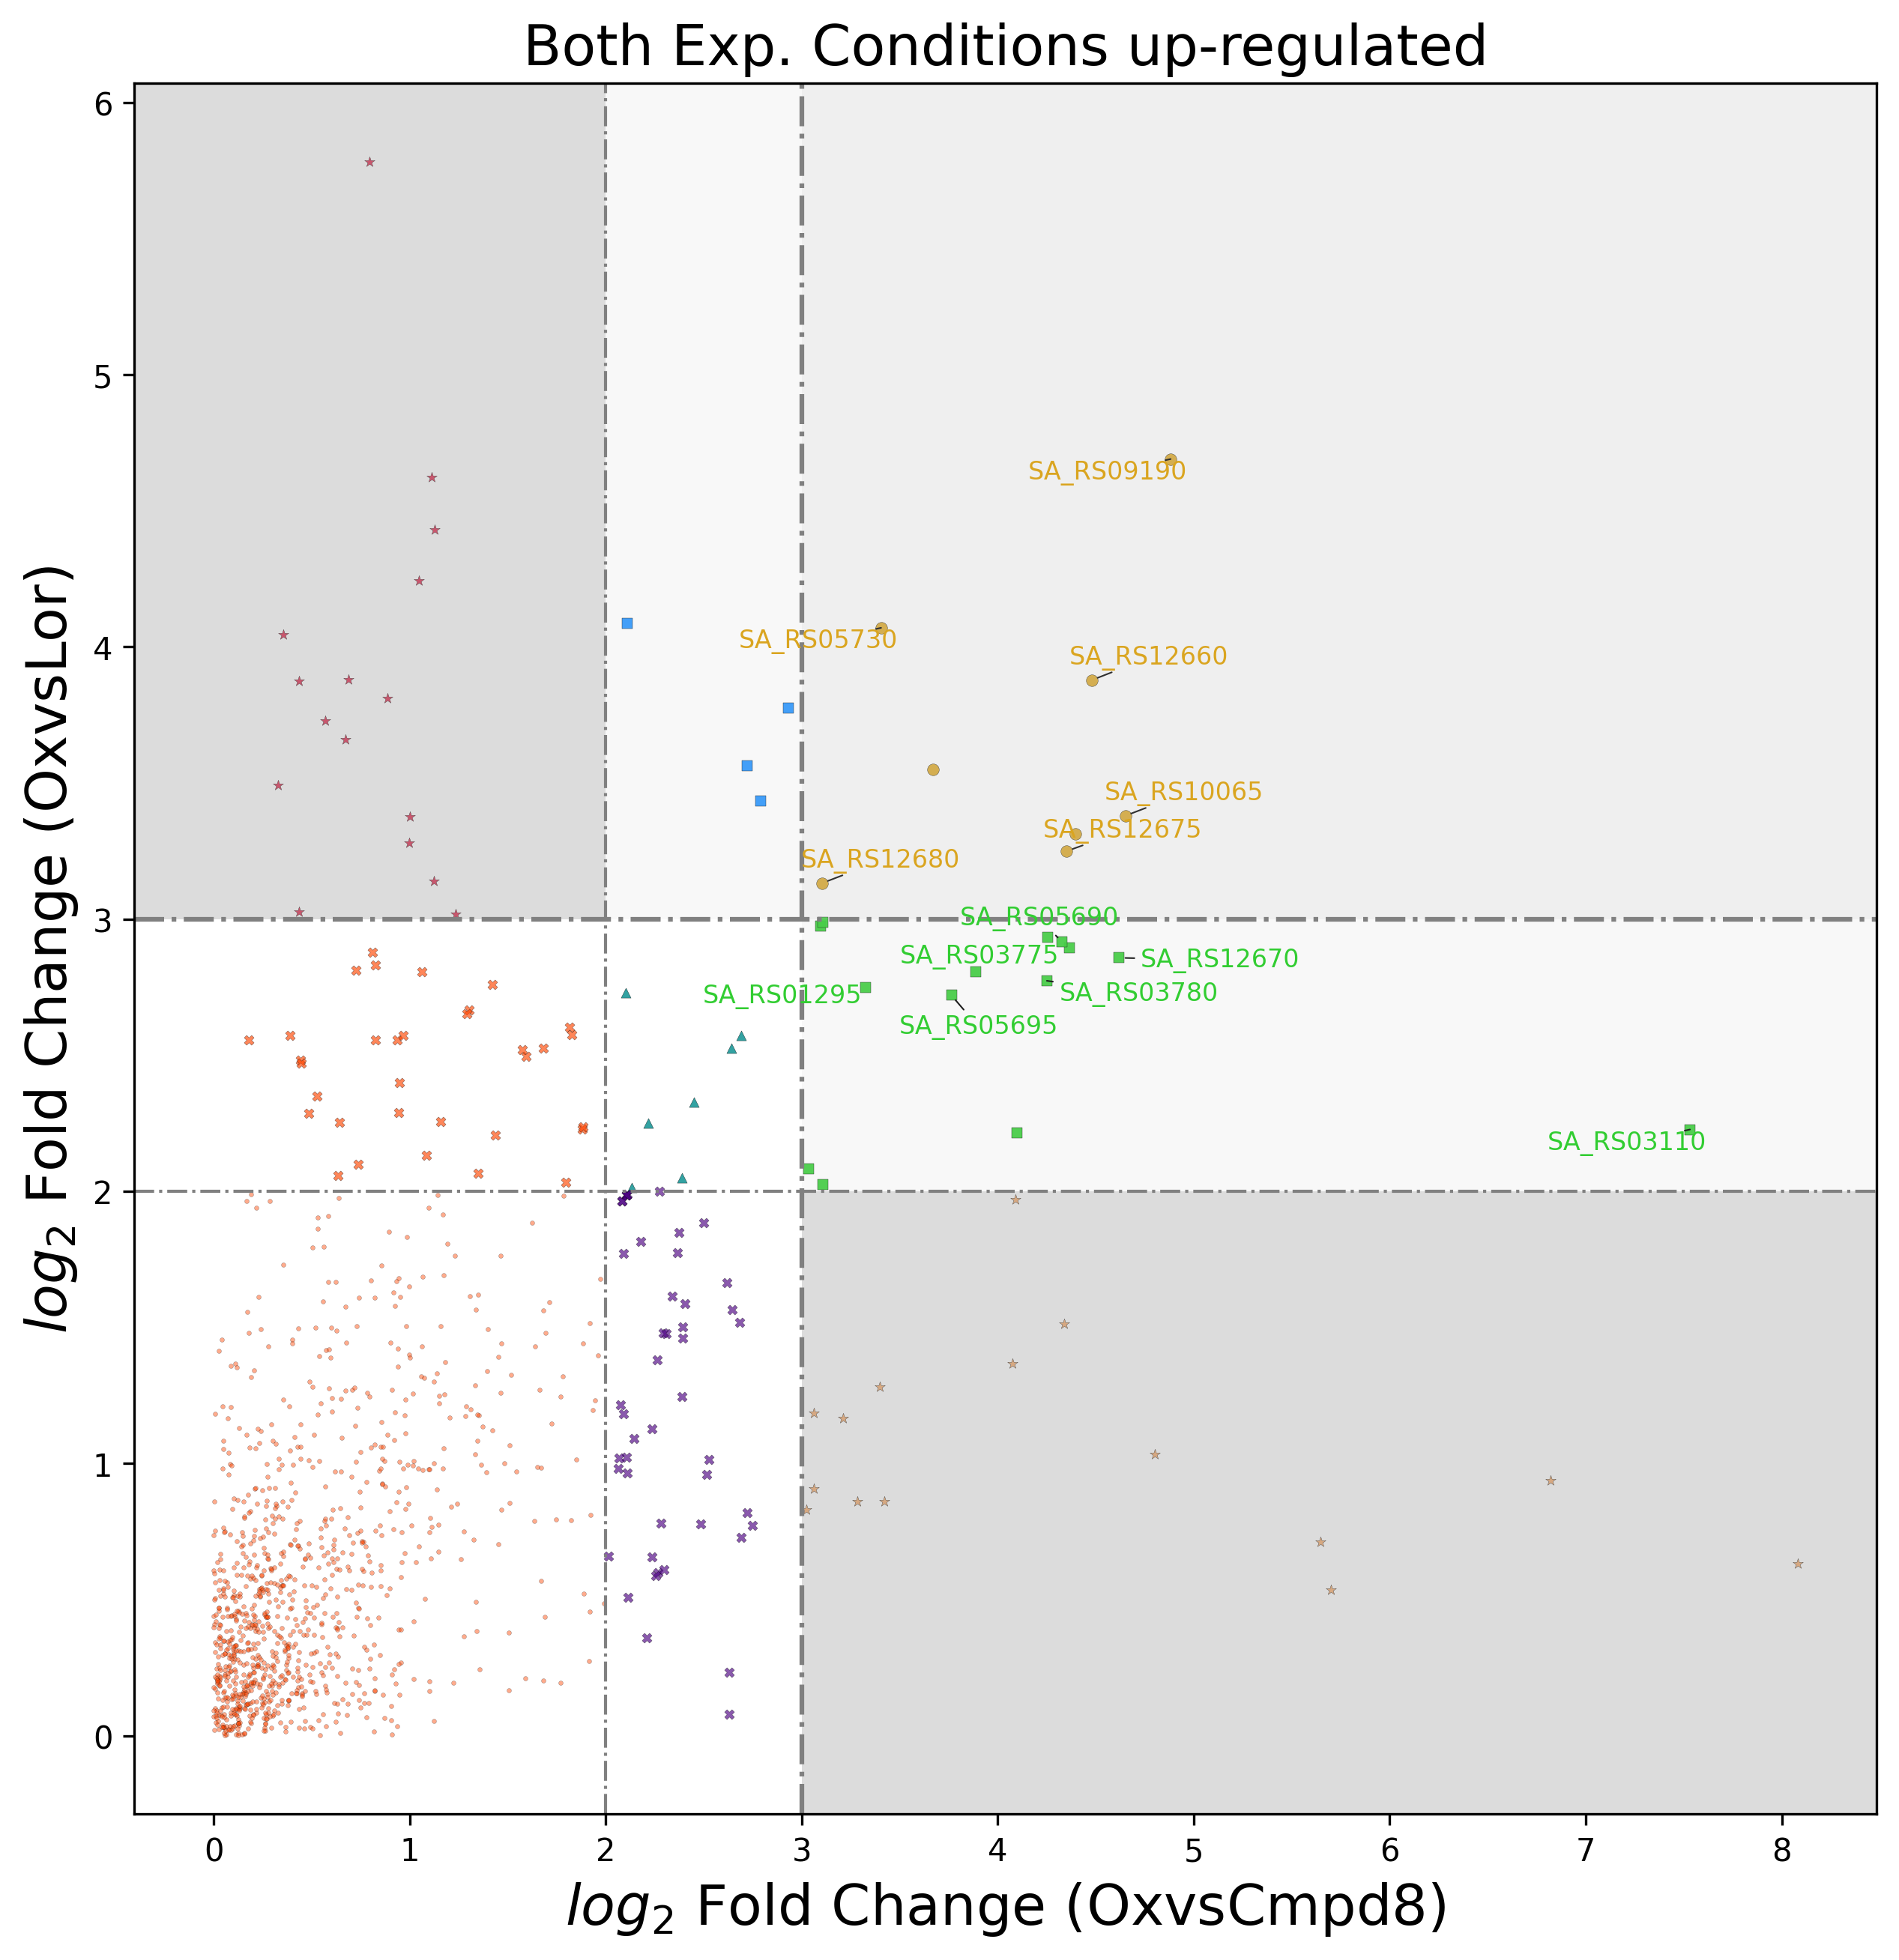 Both Exp. Conditions up-regulated
6
5
4
3
2
1
0
log2 Fold Change (OxvsLor)
SA_RS09190
SA_RS05730
SA_RS12660
SA_RS10065
SA_RS12675
SA_RS12680
SA_RS05690
SA_RS03775
SA_RS12670
SA_RS01295
SA_RS03780
SA_RS05695
SA_RS03110
0 1 2 3 4 5 6 7 8
log2 Fold Change (OxvsCmpd8)